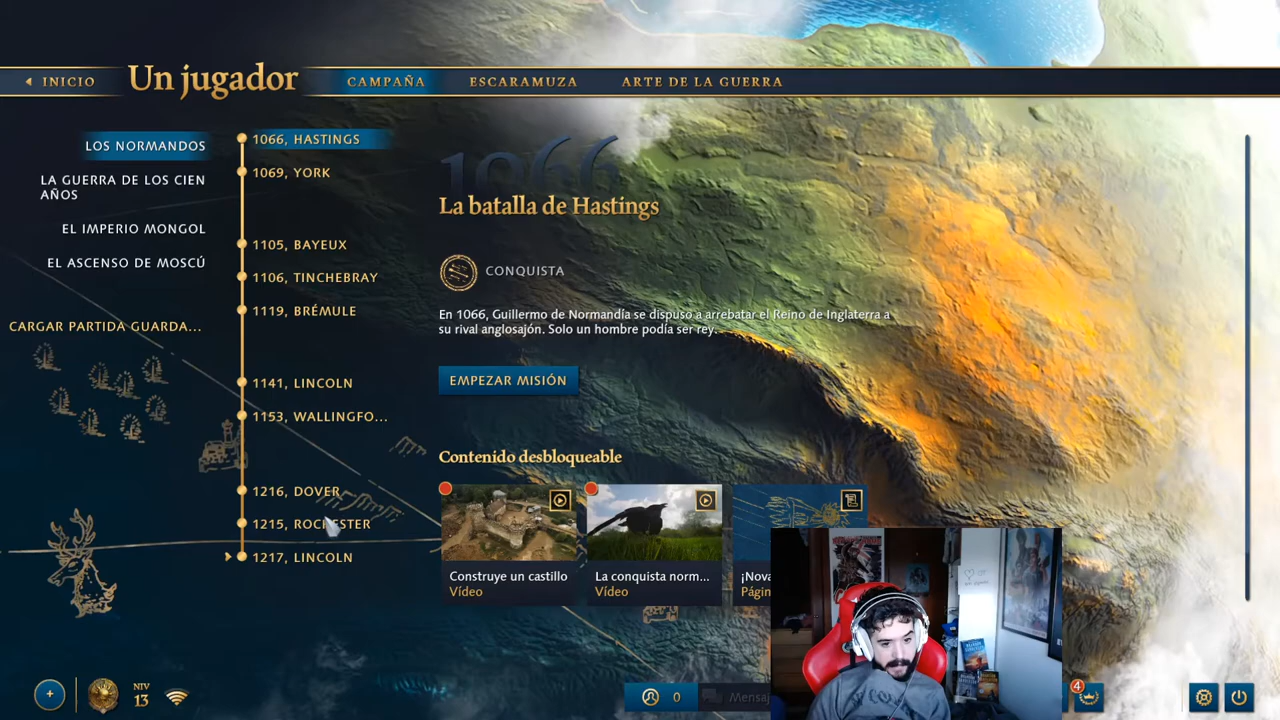 INICIO
Un jugador
CAMPAÑA
ESCARAMUZA
ARTE DE LA GUERRA
LOS NORMANDOS
LA GUERRA DE LOS CIEN
AÑOS
EL IMPERIO MONGOL
EL ASCENSO DE MOSCÚ
CARGAR PARTIDA GUARDA...
1066, HASTINGS
1069, YORK
1105, BAYEUX
1106, TINCHEBRAY
1119, BRÉMULE
1141, LINCOLN
1153, WALLINGFO...
1216, DOVER
1215, ROCHESTER
1217, LINCOLN
1066
La batalla de Hastings
CONQUISTA
En 1066, Guillermo de Normandía se dispuso a arrebatar el Reino de Inglaterra a
su rival anglosajón. Solo un hombre podía ser rey.
EMPEZAR MISIÓN
Contenido desbloqueable
Construye un castillo
Vídeo
La conquista norm...
Vídeo
¡Nova
Págin
NIV
13
0
Mensaj
4